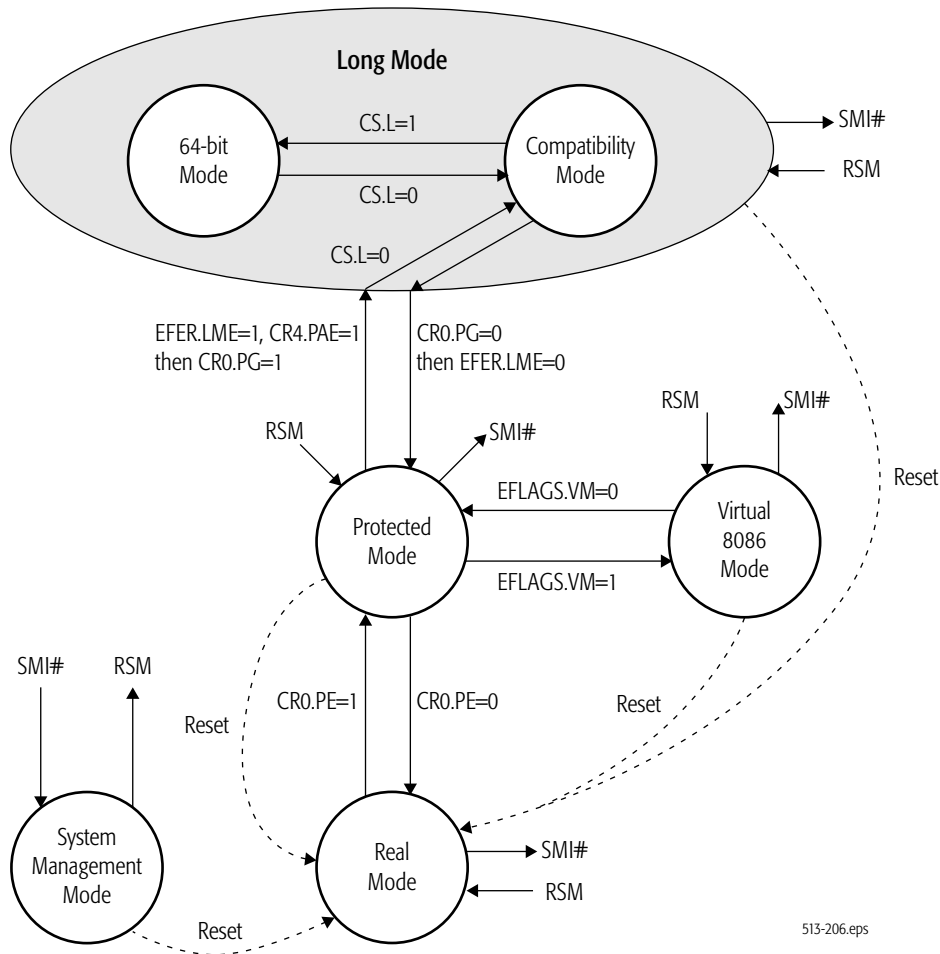 Long Mode
64-bit
Mode
CS.L=1
CS.L=0
Compatibility
Mode
SMI#
RSM
CS.L=0
EFER.LME=1, CR4.PAE=1
then CR0.PG=1
CR0.PG=0
then EFER.LME=0
RSM
SMI#
RSM
SMI#
Reset
Protected
Mode
EFLAGS.VM=0
EFLAGS.VM=1
Virtual
8086
Mode
SMI#
RSM
Reset
CR0.PE=1
CR0.PE=0
Reset
System
Management
Mode
Real
Mode
SMI#
RSM
Reset
513-206.eps